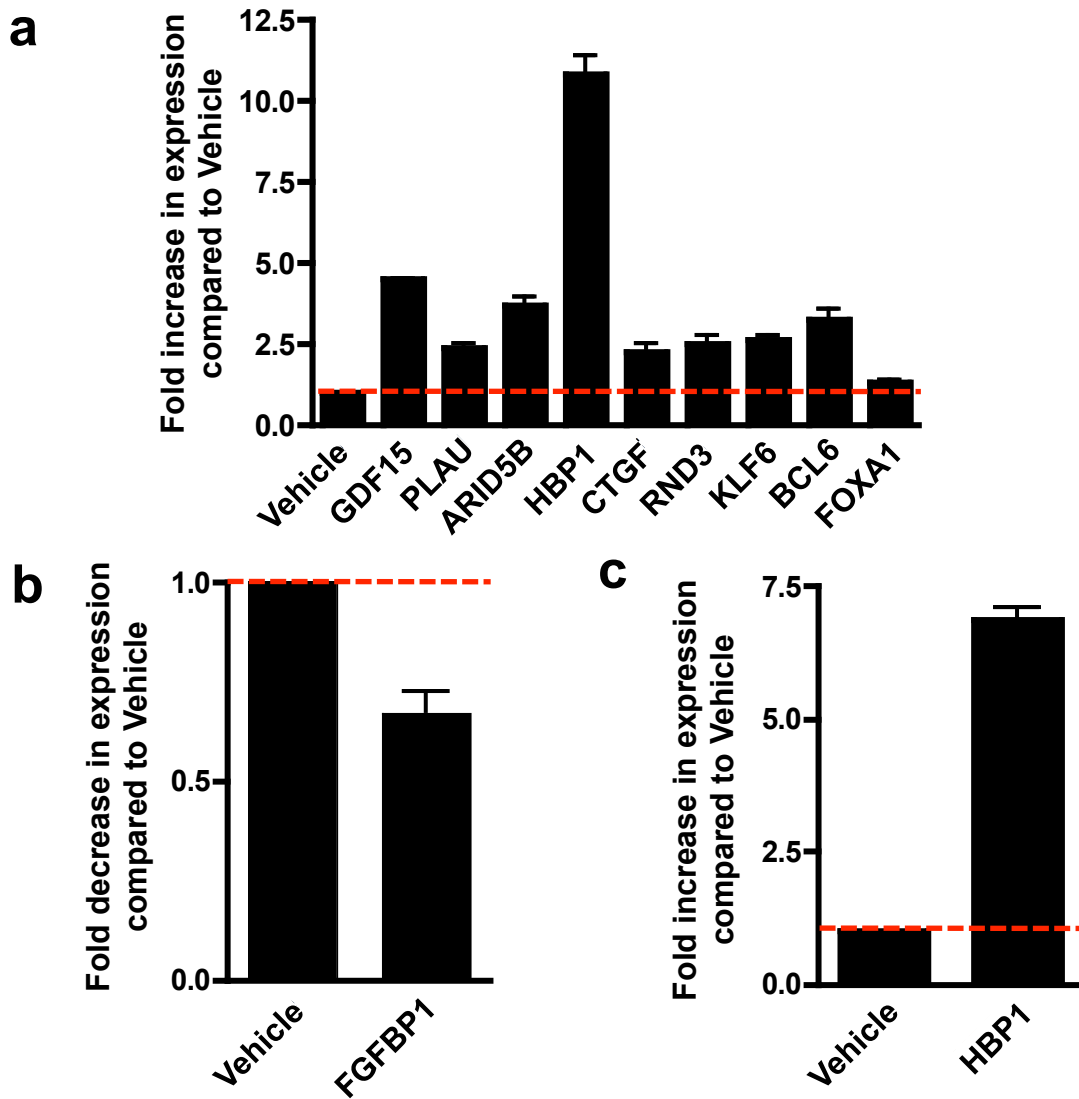 a
Fold increase in expression
compared to Vehicle
12.5
10.0
7.5
5.0
2.5
0.0
Vehicle
GDF15
PLAU
ARID5B
HBP1
CTGF
RND3
KLF6
BCL6
FOXA1
b
Fold decrease in expression
compared to Vehicle
1.0
0.5
0.0
Vehicle
FGFBP1
c
Fold increase in expression
compared to Vehicle
7.5
5.0
2.5
0.0
Vehicle
HBP1